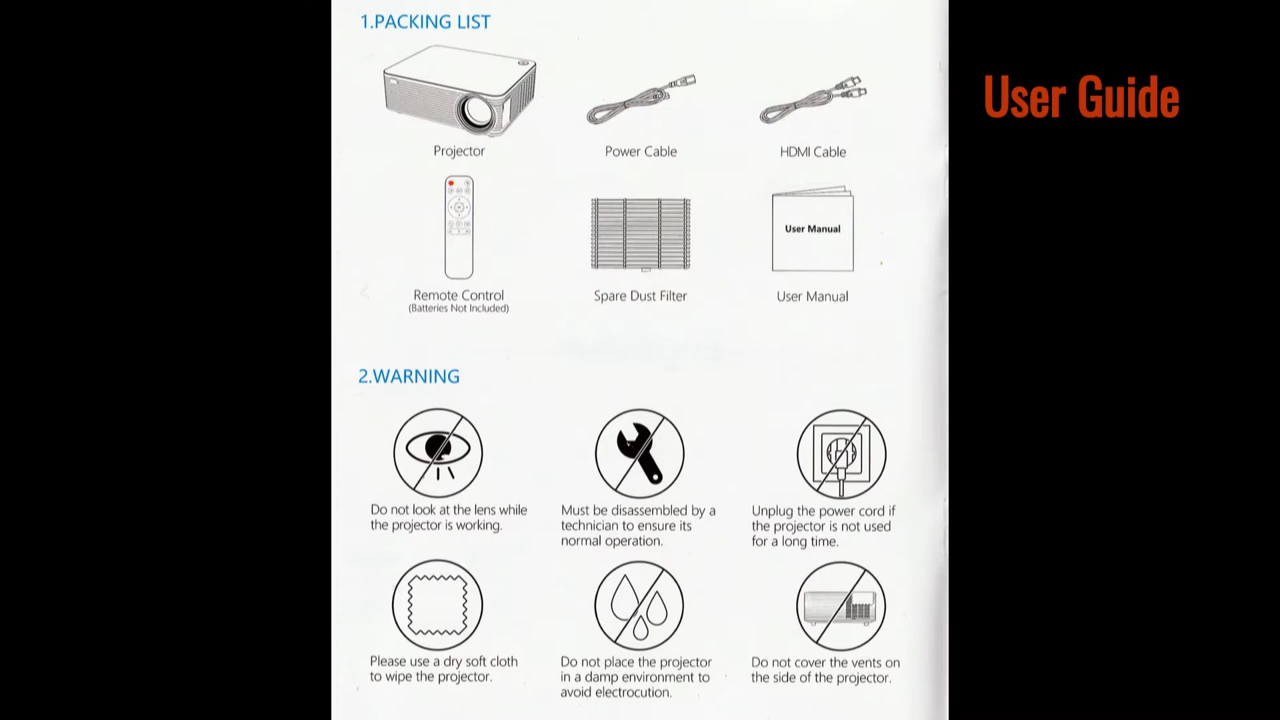 1.PACKING LIST
User Guide
Projector
Power Cable
HDMI Cable
User Manual
Remote Control
(Batteries Not Included)
Spare Dust Filter
User Manual
2.WARNING
Do not look at the lens while
the projector is working.
Must be disassembled by a
technician to ensure its
normal operation.
Unplug the power cord if
the projector is not used
for a long time.
Please use a dry soft cloth
to wipe the projector.
Do not place the projector
in a damp environment to
avoid electrocution.
Do not cover the vents on
the side of the projector.